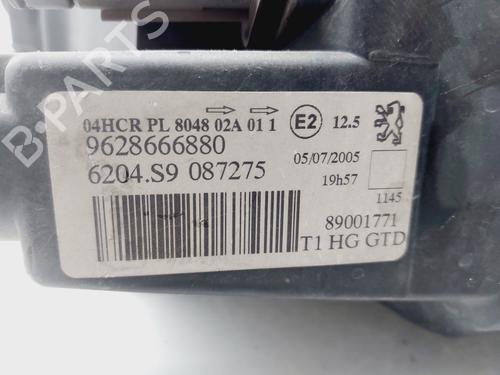 04HCR PL 8048 02A 01 1 E2 12.5
9628666880
6204.S9 087275
05/07/2005
19h57
1145
89001771
T1 HG GTD
B-PARTS